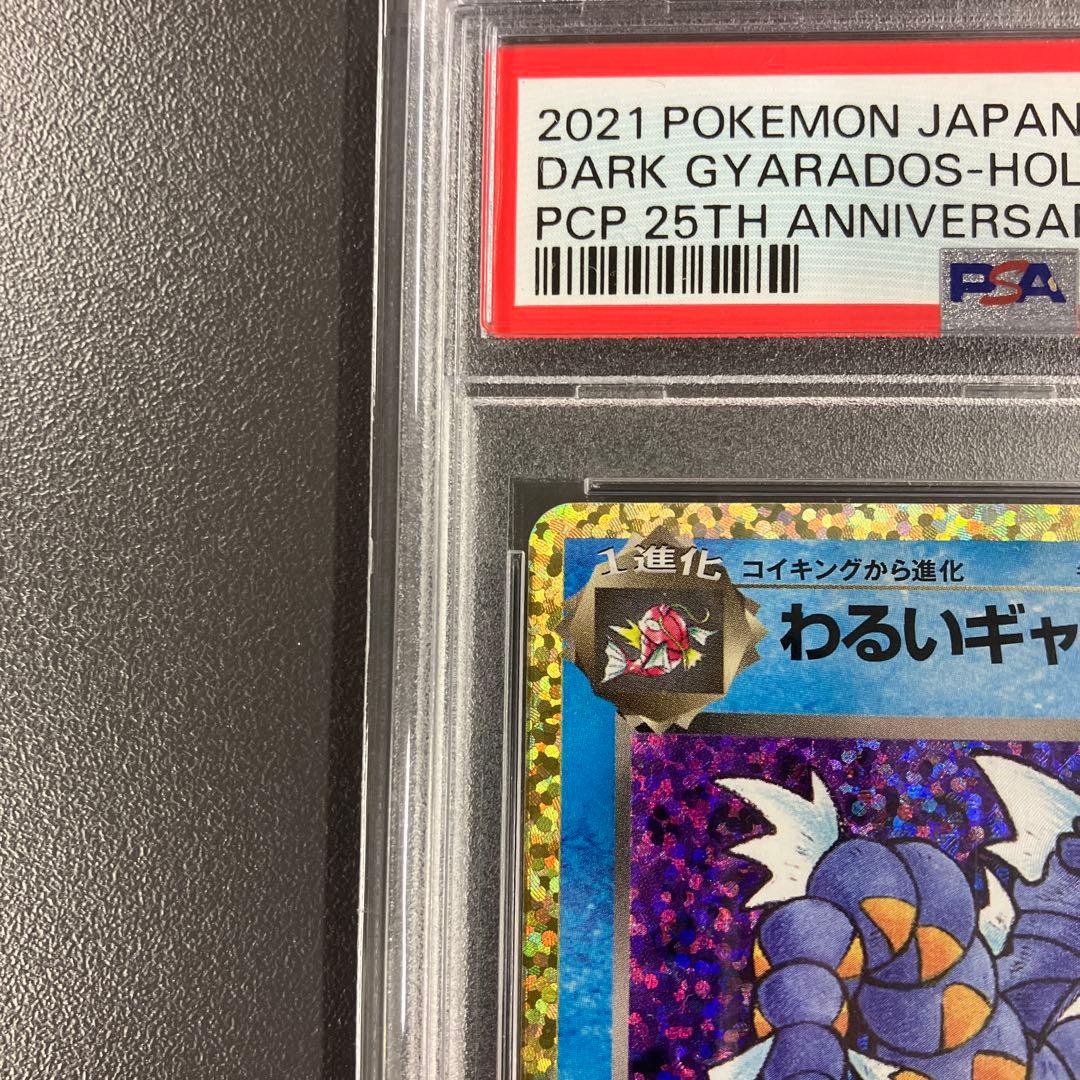 2021 POKEMON JAPAN
DARK GYARADOS-HOL
PCP 25TH ANNIVERSA
PSA
1進化
コイキングから進化
わるいギャ